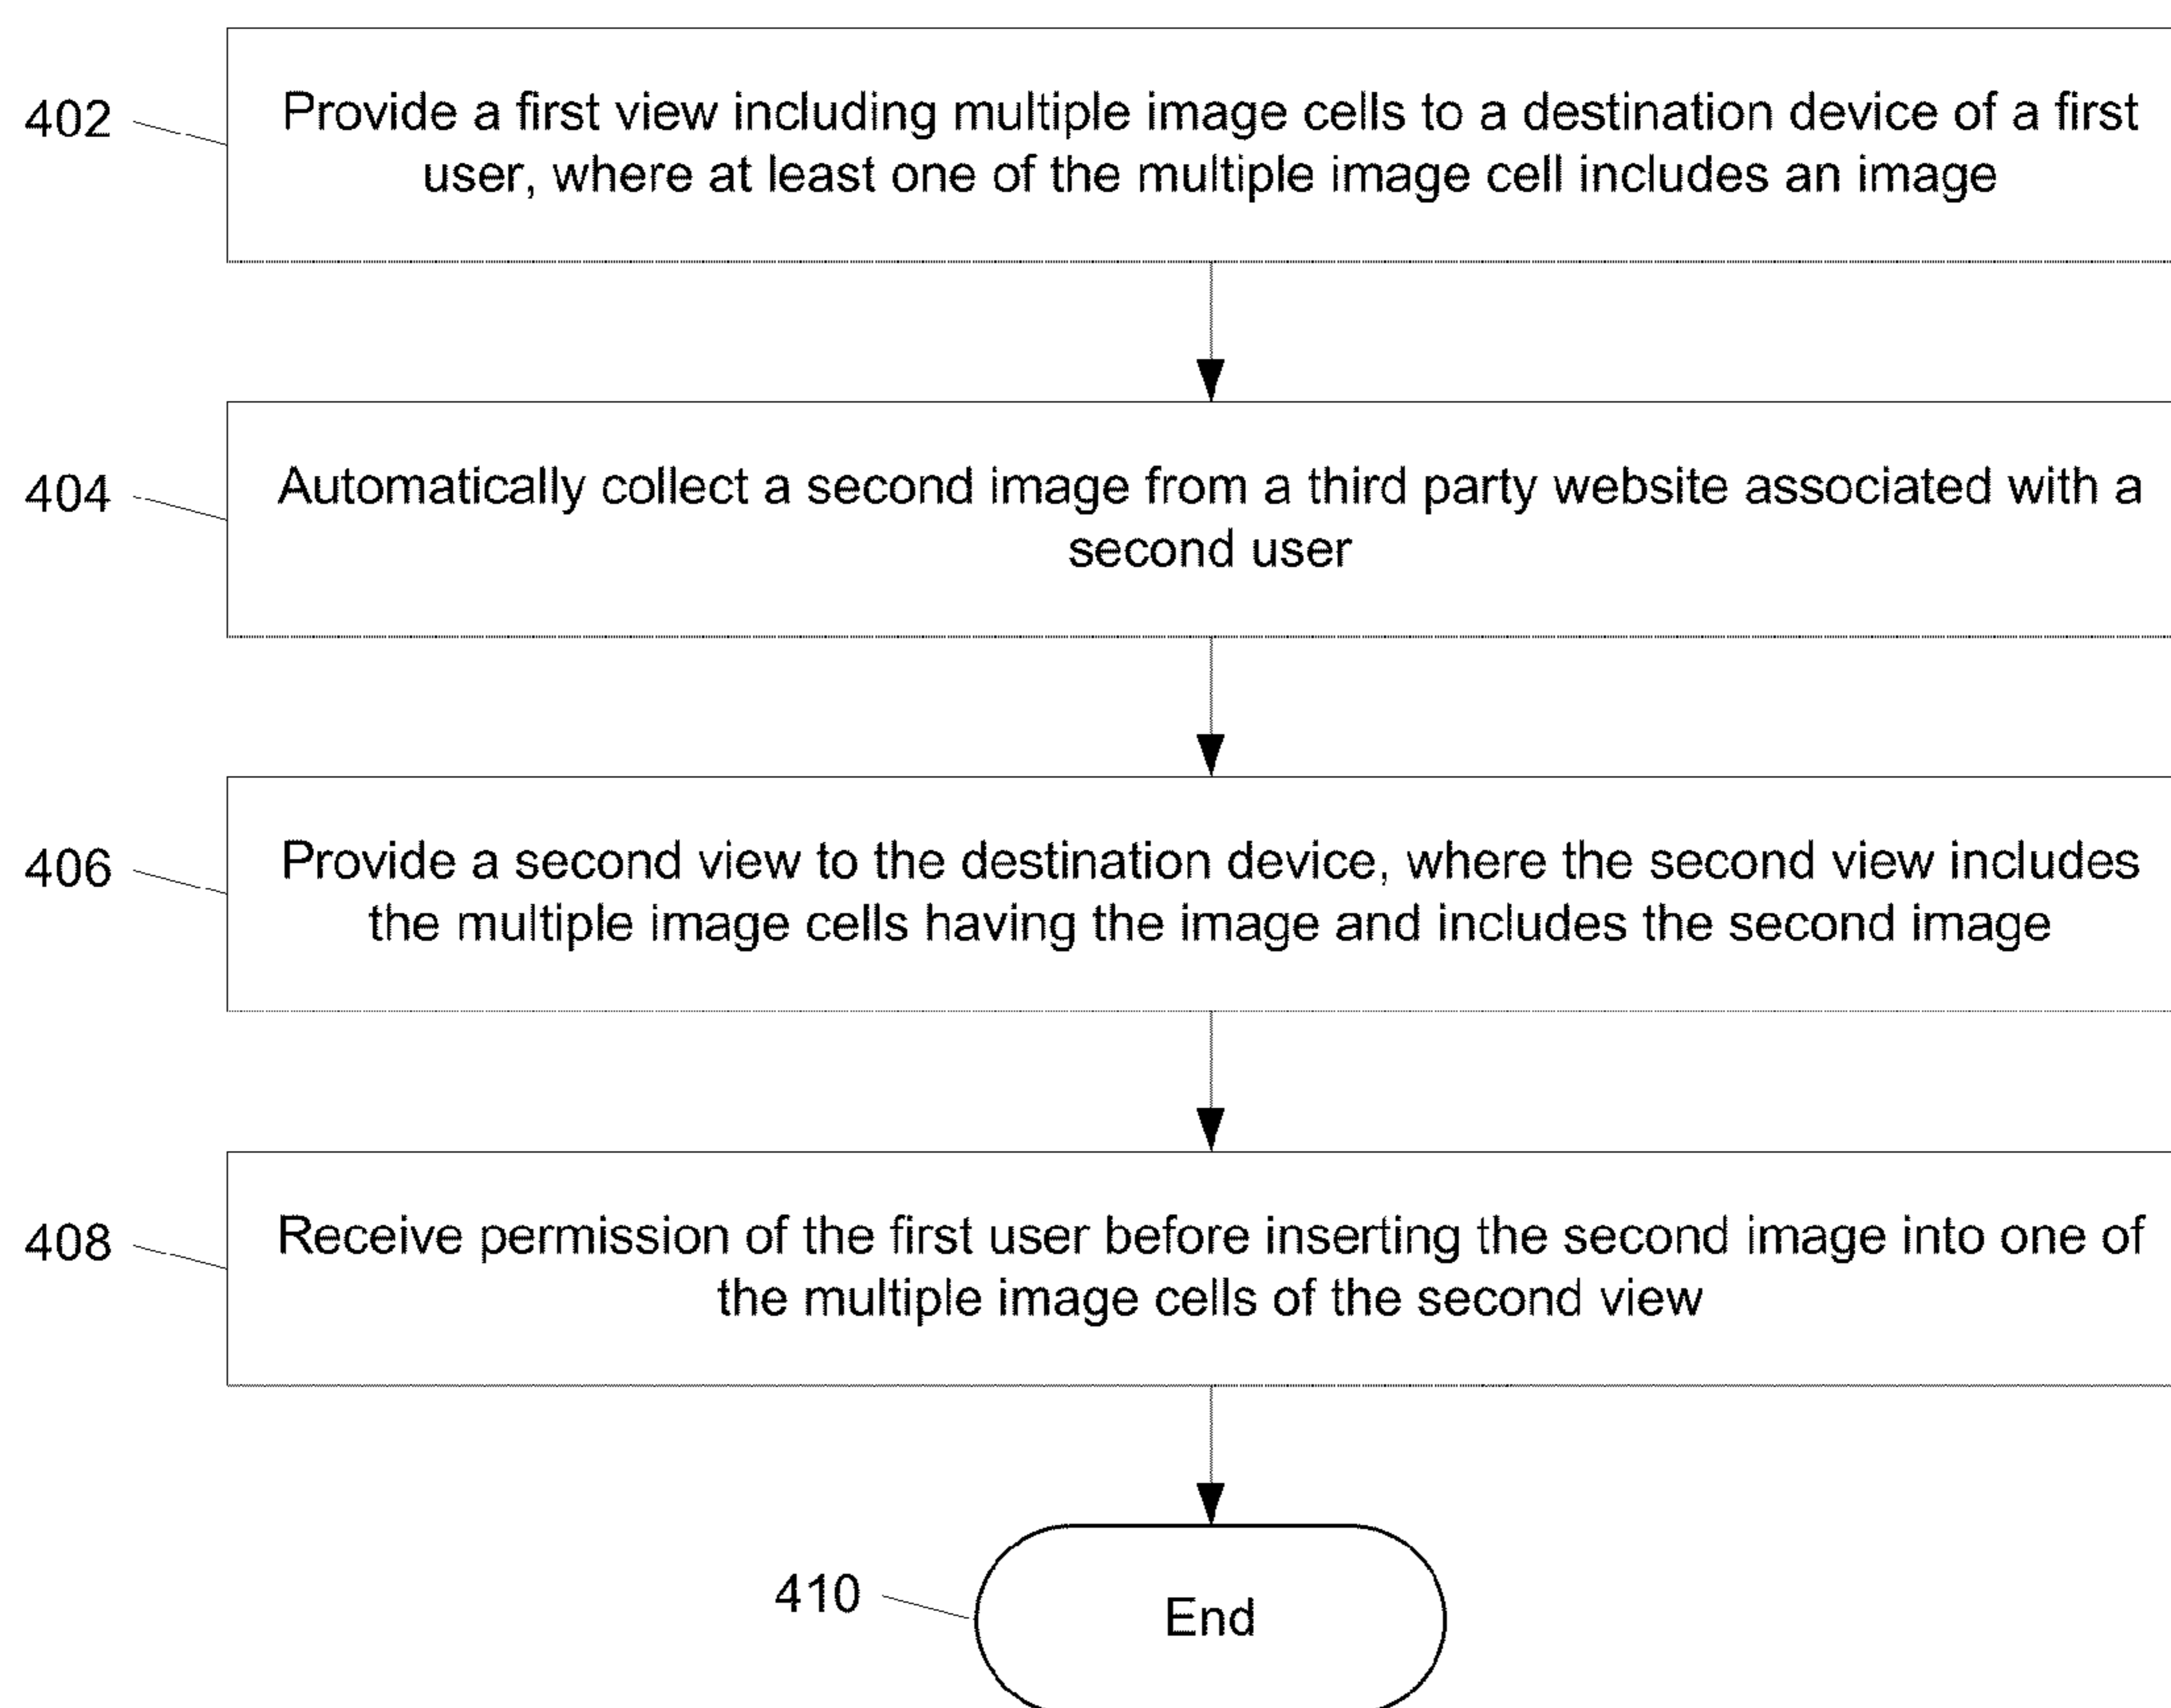 402
Provide a first view including multiple image cells to a destination device of a first
user, where at least one of the multiple image cell includes an image
404
Automatically collect a second image from a third party website associated with a
second user
406
Provide a second view to the destination device, where the second view includes
the multiple image cells having the image and includes the second image
408
Receive permission of the first user before inserting the second image into one of
the multiple image cells of the second view
410
End